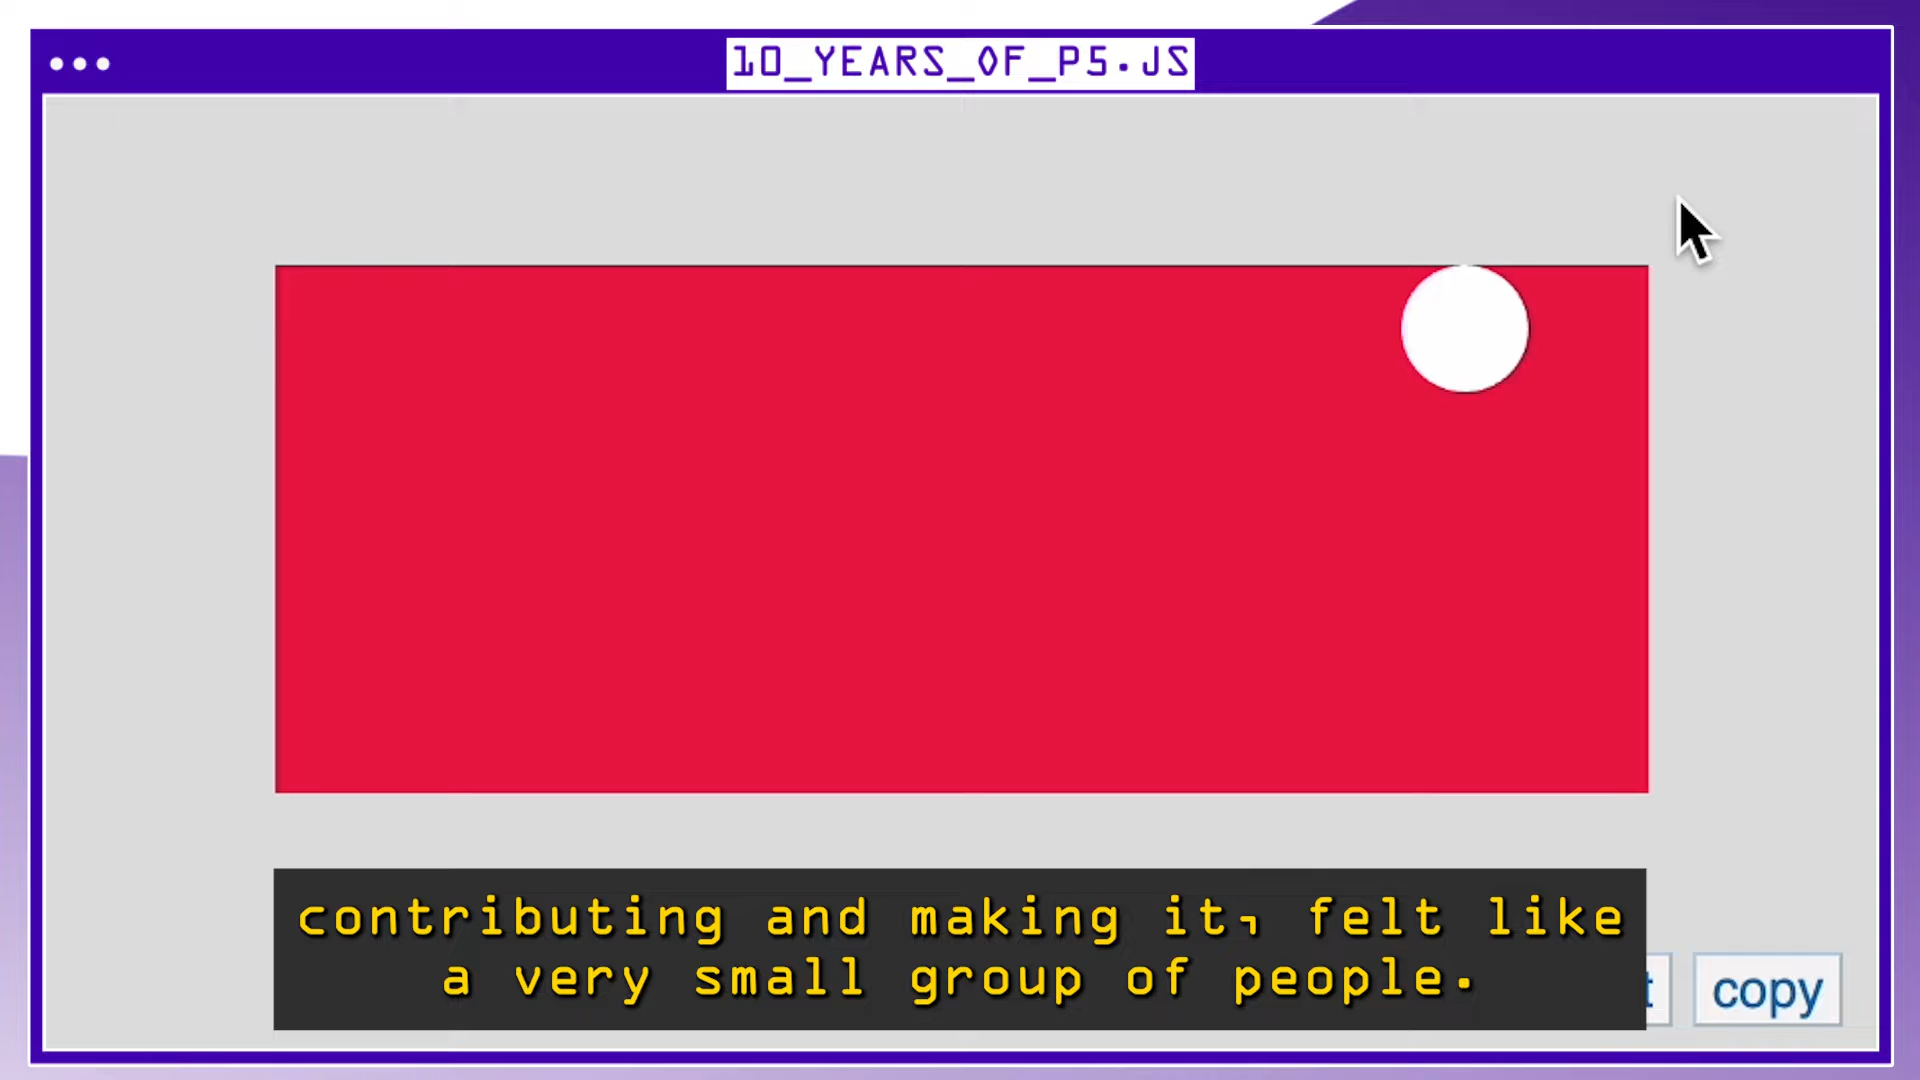 10_YEARS_OF_P5.JS
contributing and making it, felt like
a very small group of people.
t copy